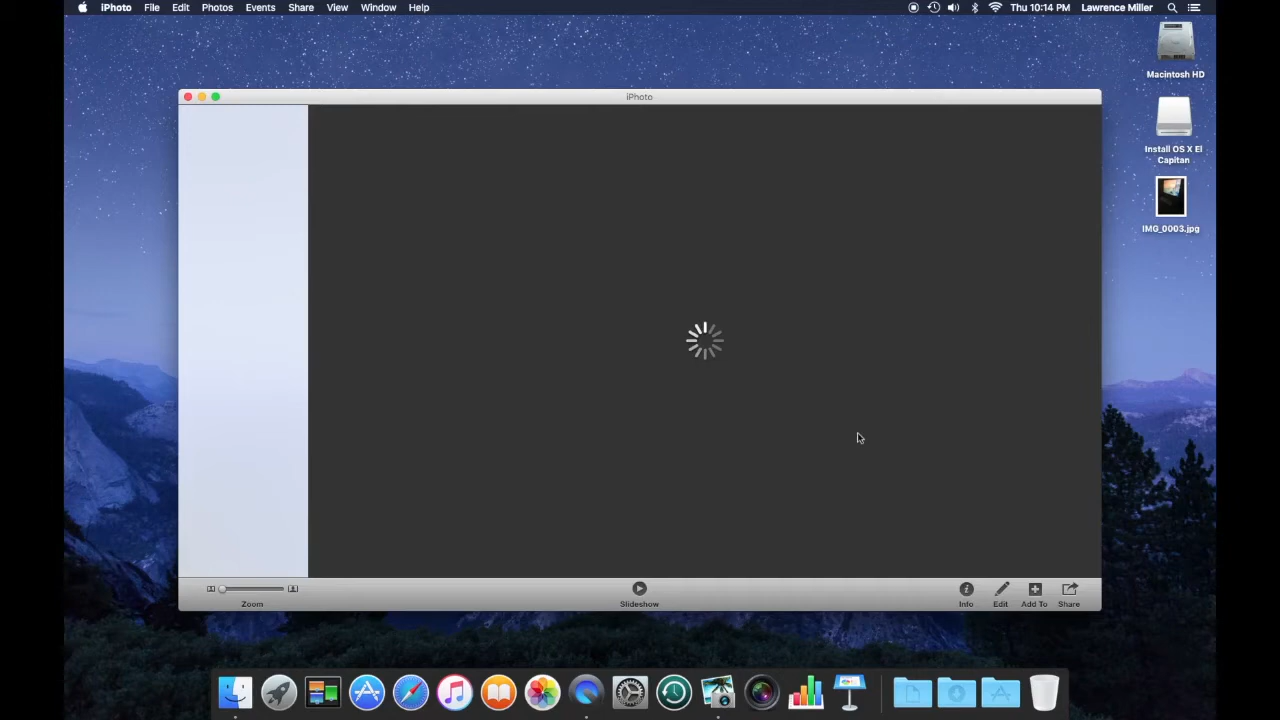 iPhoto File Edit Photos Events Share View Window Help Thu 10:14 PM Lawrence Miller
Macintosh HD
iPhoto
Install OS X El
Capitan
IMG_0003.jpg
Zoom
Slideshow
Info
Edit
Add To
Share